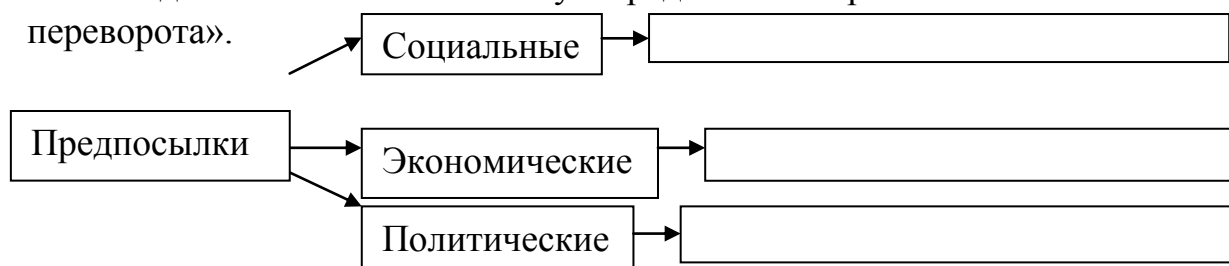 переворота».
Социальные
Предпосылки
Экономические
Политические